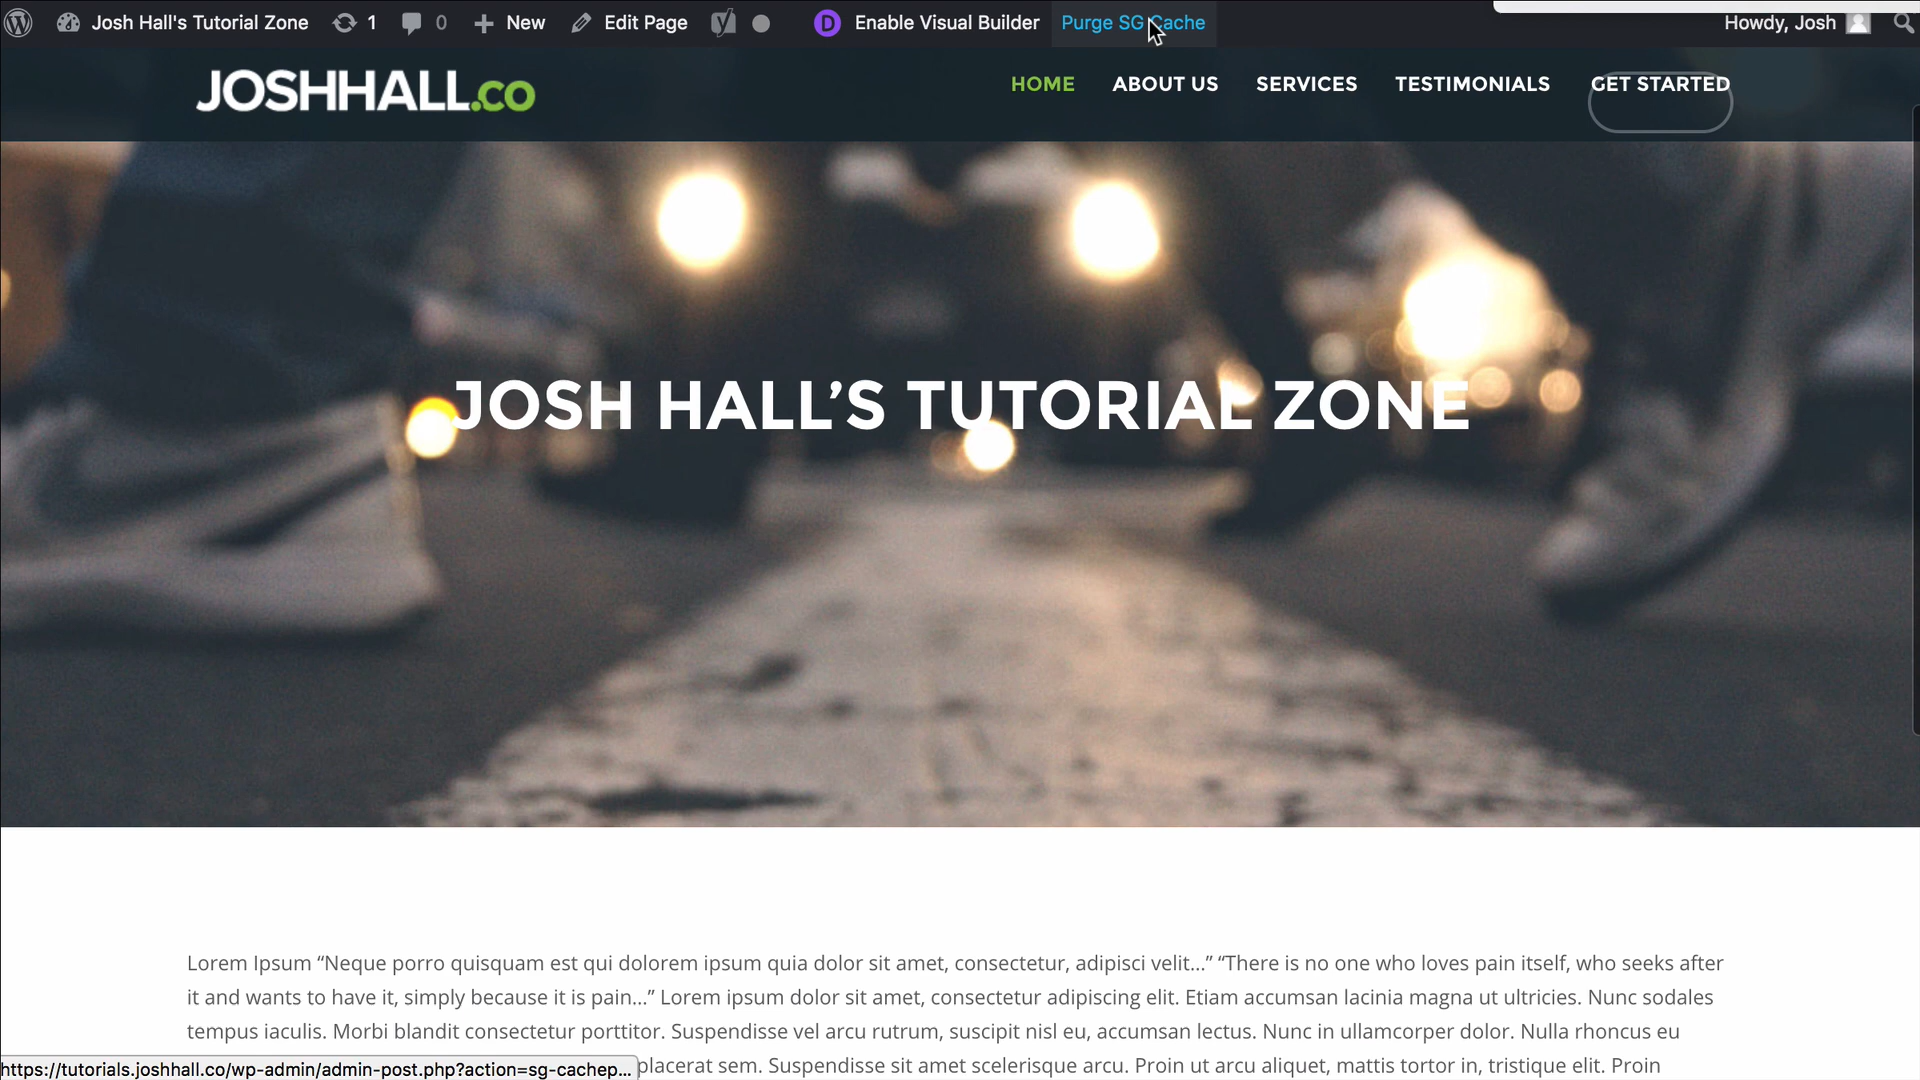 Josh Hall's Tutorial Zone 1 0 New Edit Page Enable Visual Builder Purge SG Cache Howdy, Josh
JOSHHALL.co HOME ABOUT US SERVICES TESTIMONIALS GET STARTED
JOSH HALL’S TUTORIAL ZONE
Lorem Ipsum “Neque porro quisquam est qui dolorem ipsum quia dolor sit amet, consectetur, adipisci velit...” “There is no one who loves pain itself, who seeks after
it and wants to have it, simply because it is pain...” Lorem ipsum dolor sit amet, consectetur adipiscing elit. Etiam accumsan lacinia magna ut ultricies. Nunc sodales
tempus iaculis. Morbi blandit consectetur porttitor. Suspendisse vel arcu rutrum, suscipit nisl eu, accumsan lectus. Nunc in ullamcorper dolor. Nulla rhoncus eu
placerat sem. Suspendisse sit amet scelerisque arcu. Proin ut arcu aliquet, mattis tortor in, tristique elit. Proin
https://tutorials.joshhall.co/wp-admin/admin-post.php?action=sg-cachep...